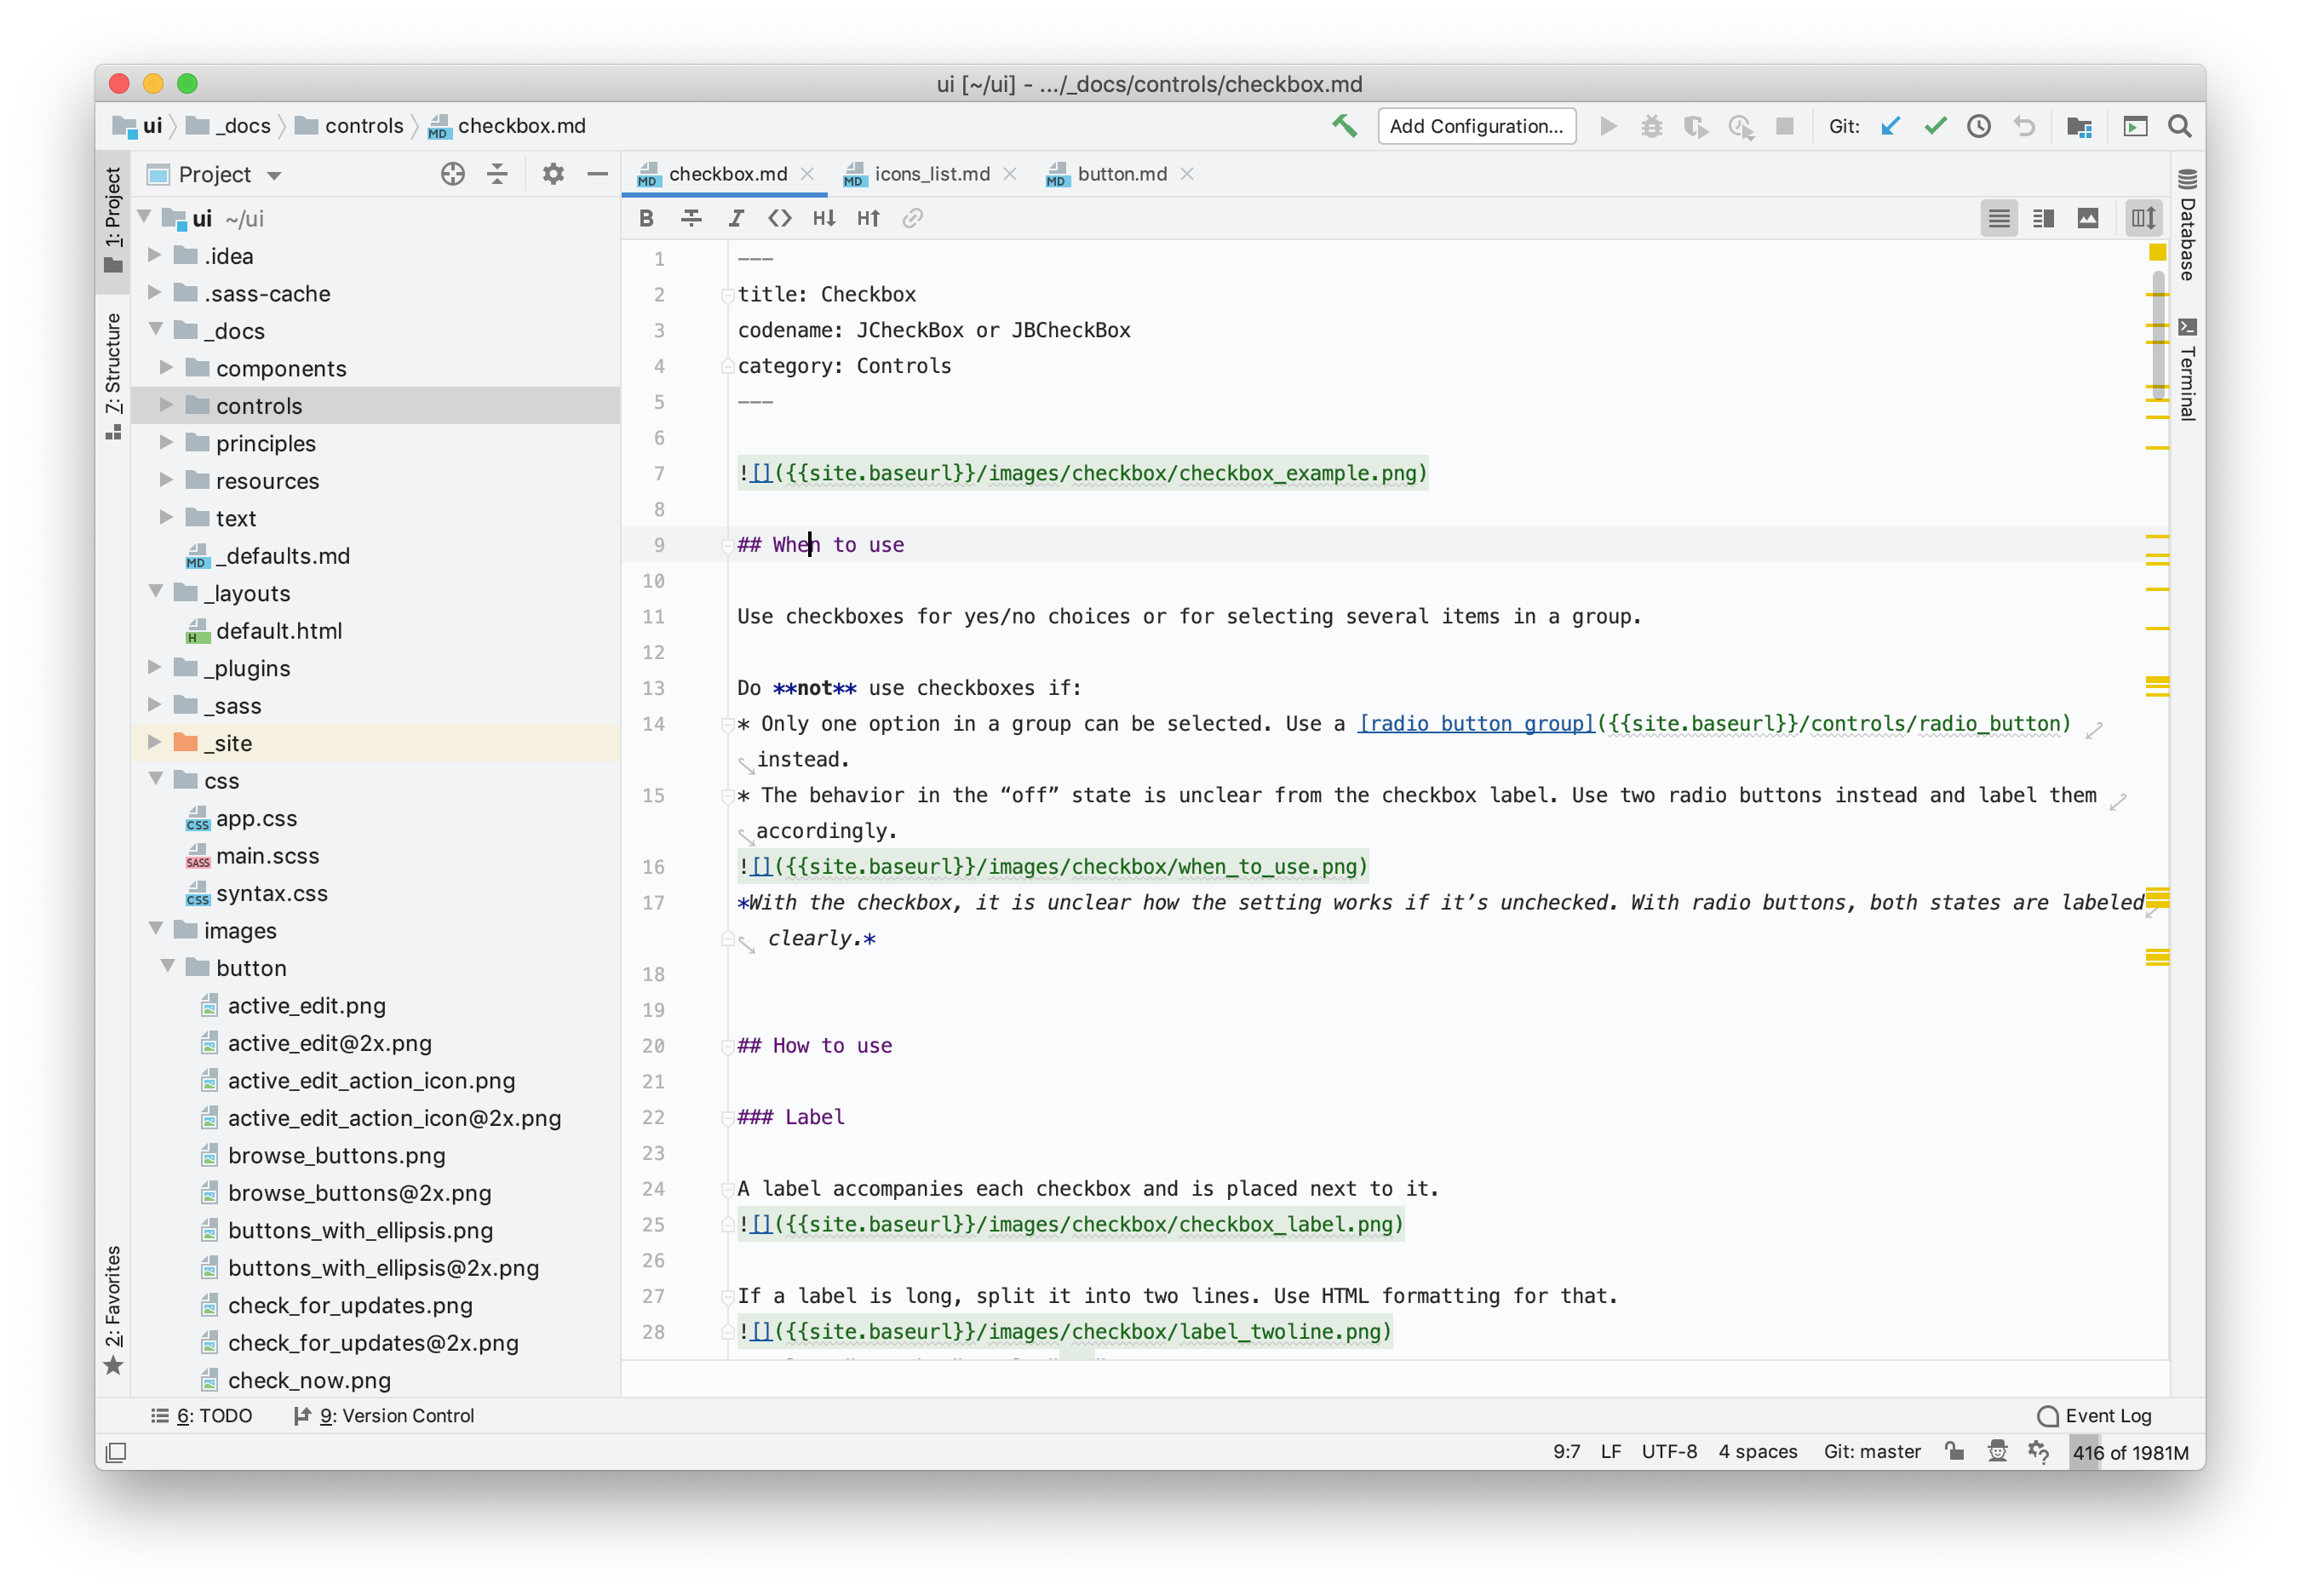 ui [~/ui] - .../_docs/controls/checkbox.md
ui _docs controls checkbox.md
Add Configuration...
Git:
1: Project
7: Structure
2: Favorites
Project
ui ~/ui
.idea
.sass-cache
_docs
components
controls
principles
resources
text
_defaults.md
_layouts
default.html
_plugins
_sass
_site
css
app.css
main.scss
syntax.css
images
button
active_edit.png
active_edit@2x.png
active_edit_action_icon.png
active_edit_action_icon@2x.png
browse_buttons.png
browse_buttons@2x.png
buttons_with_ellipsis.png
buttons_with_ellipsis@2x.png
check_for_updates.png
check_for_updates@2x.png
check_now.png
checkbox.md icons_list.md button.md
B I <> H↓ H↑
1 ---
2 title: Checkbox
3 codename: JCheckBox or JBCheckBox
4 category: Controls
5 ---
6
7 ![]({{site.baseurl}}/images/checkbox/checkbox_example.png)
8
9 ## When to use
10
11 Use checkboxes for yes/no choices or for selecting several items in a group.
12
13 Do **not** use checkboxes if:
14 * Only one option in a group can be selected. Use a [radio button group]({{site.baseurl}}/controls/radio_button)
instead.
15 * The behavior in the “off” state is unclear from the checkbox label. Use two radio buttons instead and label them
accordingly.
16 ![]({{site.baseurl}}/images/checkbox/when_to_use.png)
17 *With the checkbox, it is unclear how the setting works if it’s unchecked. With radio buttons, both states are labeled
clearly.*
18
19
20 ## How to use
21
22 ### Label
23
24 A label accompanies each checkbox and is placed next to it.
25 ![]({{site.baseurl}}/images/checkbox/checkbox_label.png)
26
27 If a label is long, split it into two lines. Use HTML formatting for that.
28 ![]({{site.baseurl}}/images/checkbox/label_twoline.png)
Database
Terminal
6: TODO 9: Version Control
Event Log
9:7 LF UTF-8 4 spaces Git: master 416 of 1981M